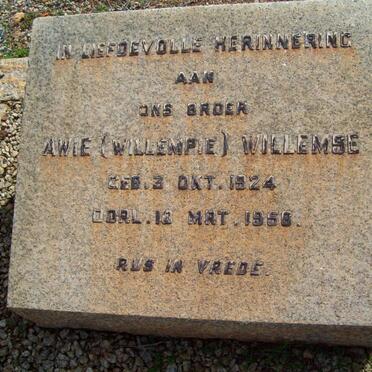 IN LIEFDEVOLLE HERINNERING
AAN
ONS BROER
AWIE (WILLEMPIE) WILLEMSE
GEB. 3 OKT. 1924
OORL. 12 MRT. 1956.
RUS IN VREDE.